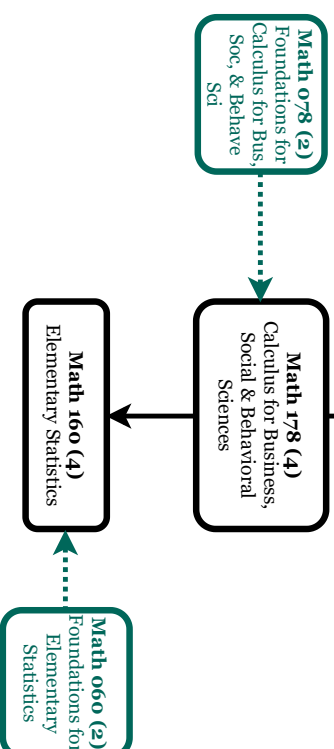 Math 078 (2)
Foundations for
Calculus for Bus,
Soc, & Behave
Sci
Math 178 (4)
Calculus for Business,
Social & Behavioral
Sciences
Math 160 (4)
Elementary Statistics
Math 060 (2)
Foundations for
Elementary
Statistics